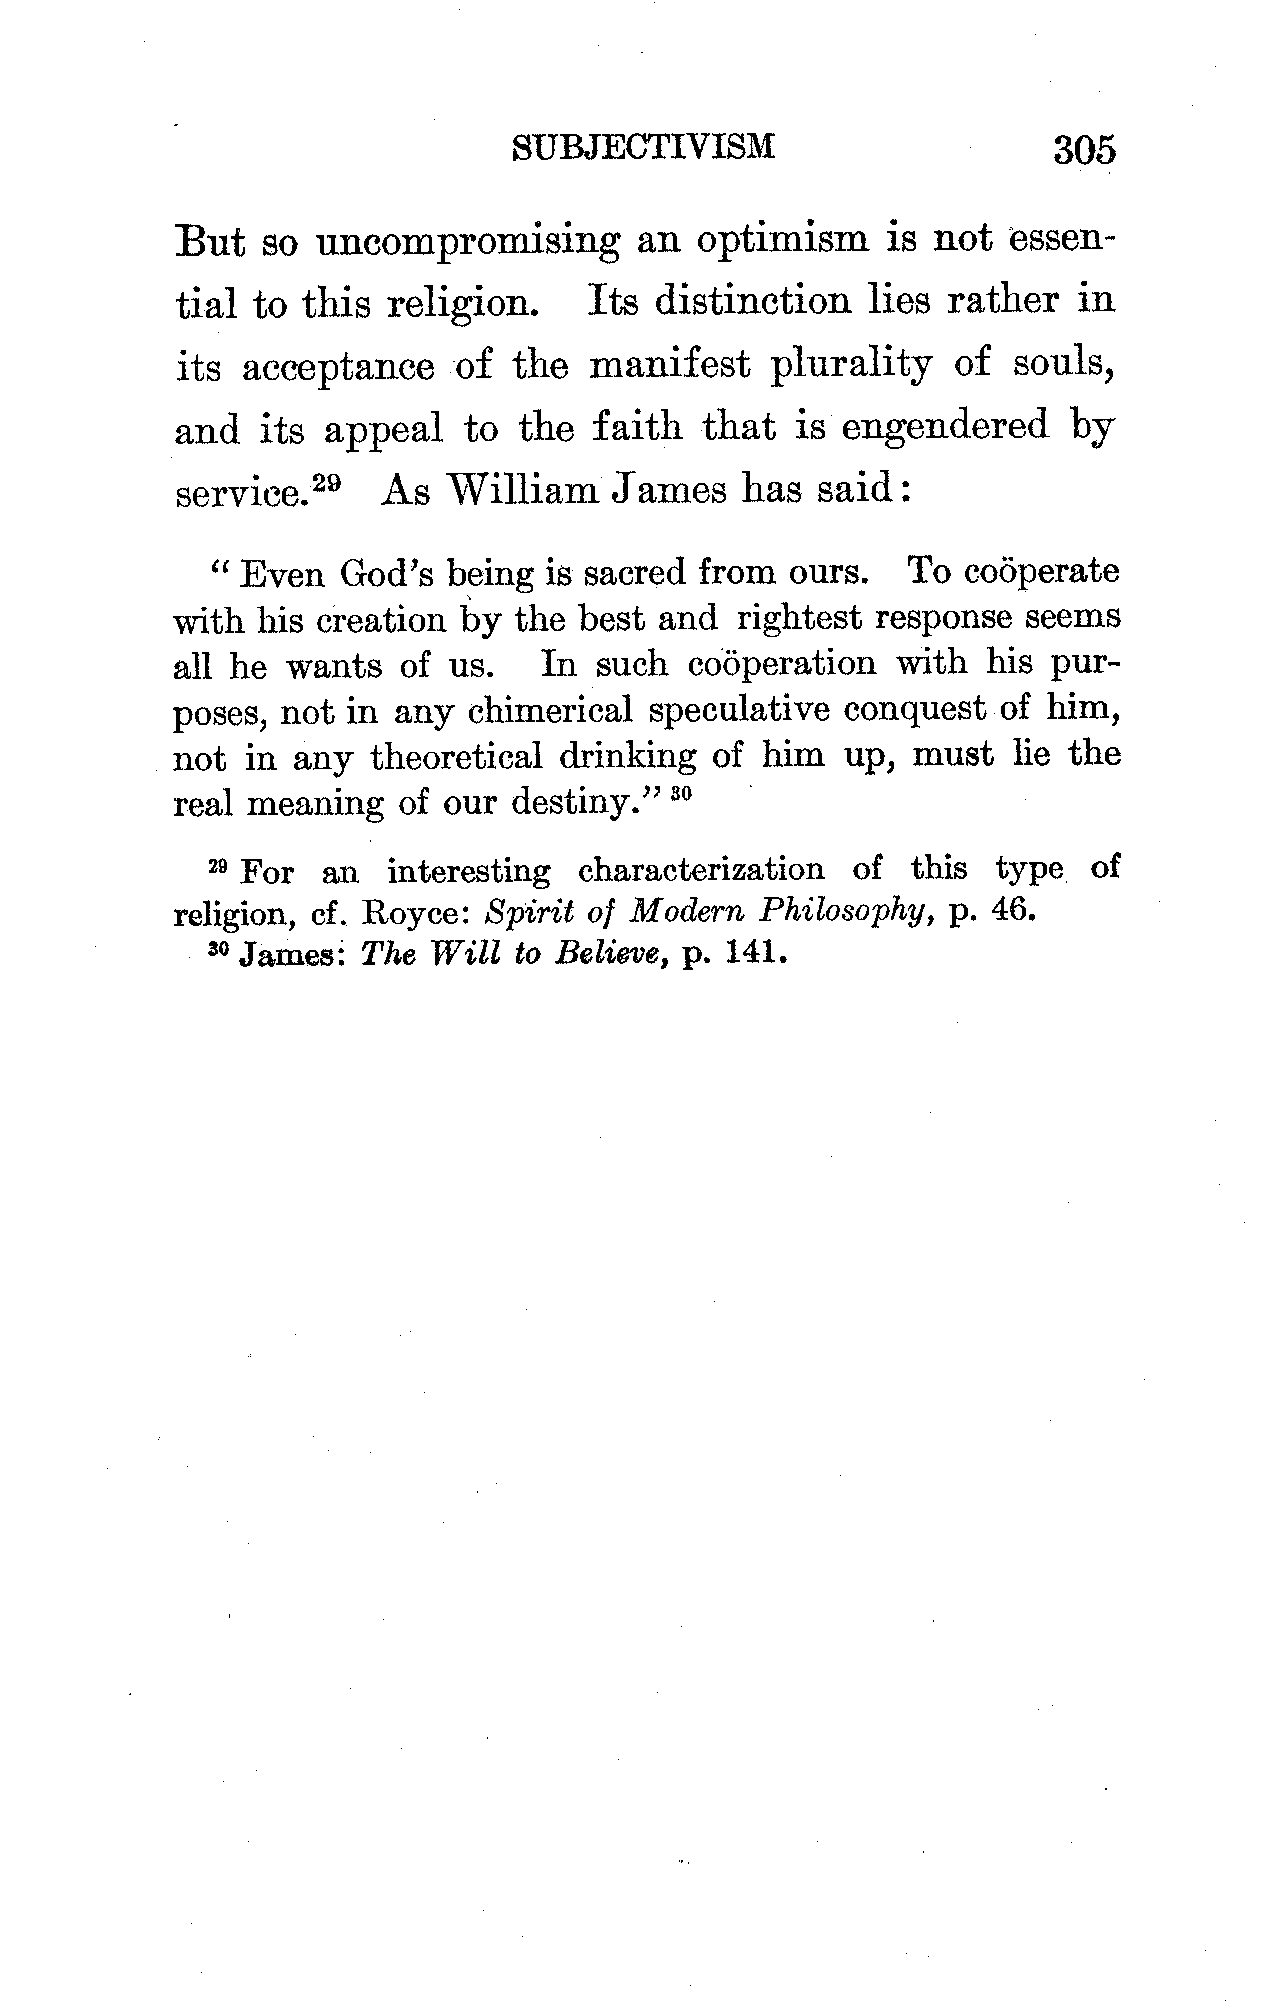 SUBJECTIVISM 305
But so uncompromising an optimism is not essen-
tial to this religion. Its distinction lies rather in
its acceptance of the manifest plurality of souls,
and its appeal to the faith that is engendered by
service.²⁹ As William James has said:
"Even God's being is sacred from ours. To coöperate
with his creation by the best and rightest response seems
all he wants of us. In such coöperation with his pur-
poses, not in any chimerical speculative conquest of him,
not in any theoretical drinking of him up, must lie the
real meaning of our destiny." ³⁰
²⁹ For an interesting characterization of this type of
religion, cf. Royce: Spirit of Modern Philosophy, p. 46.
³⁰ James: The Will to Believe, p. 141.